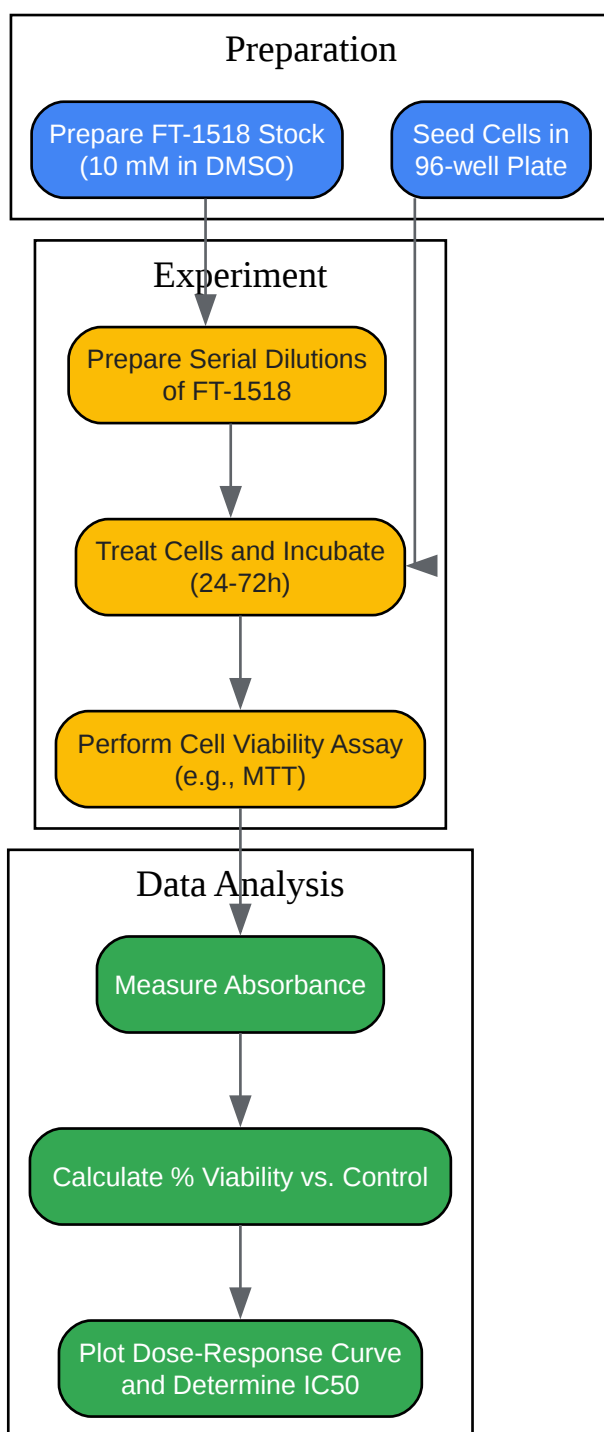 Preparation
Prepare FT-1518 Stock
(10 mM in DMSO)
Seed Cells in
96-well Plate
Experiment
Prepare Serial Dilutions
of FT-1518
Treat Cells and Incubate
(24-72h)
Perform Cell Viability Assay
(e.g., MTT)
Data Analysis
Measure Absorbance
Calculate % Viability vs. Control
Plot Dose-Response Curve
and Determine IC50